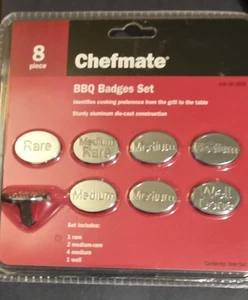 8
piece
Chefmate®
BBQ Badges Set
Identifies cooking preference from the grill to the table
Sturdy aluminum die-cast construction
Rare
Medium
Rare
Medium
Medium
Medium
Medium
Well
Done
Set Includes:
1 rare
2 medium-rare
4 medium
1 well